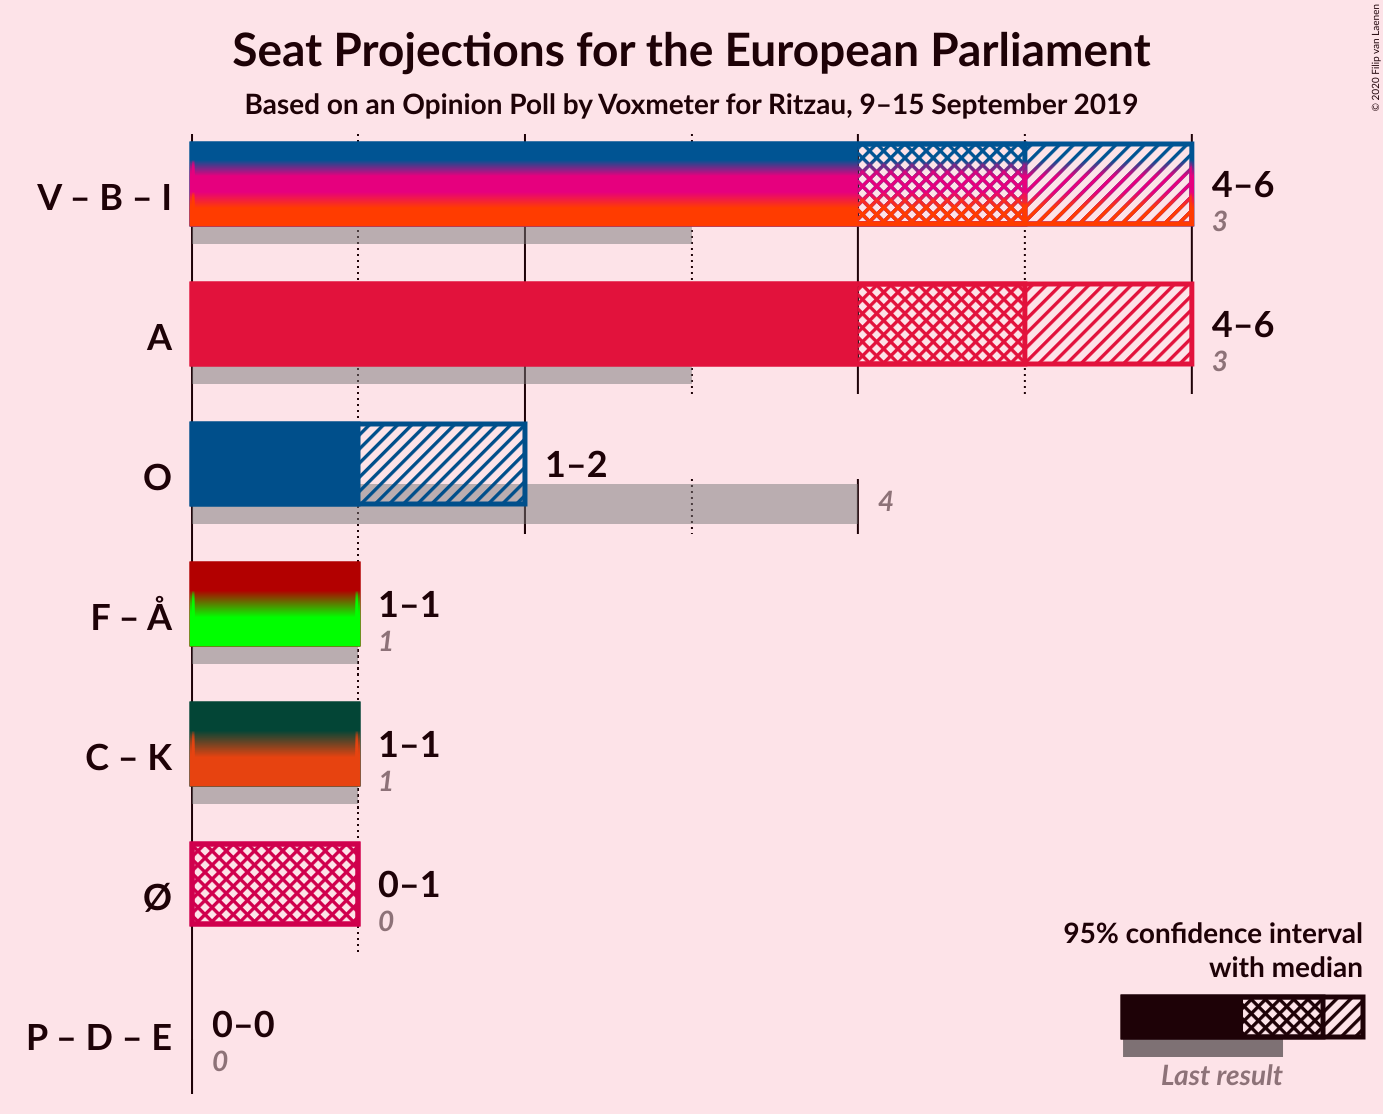 Seat Projections for the European Parliament
Based on an Opinion Poll by Voxmeter for Ritzau, 9–15 September 2019
© 2020 Filip van Laenen
V – B – I
4–6
3
A
4–6
3
O
1–2
4
F – Å
1–1
1
C – K
1–1
1
Ø
0–1
0
P – D – E
0–0
0
95% confidence interval
with median
Last result